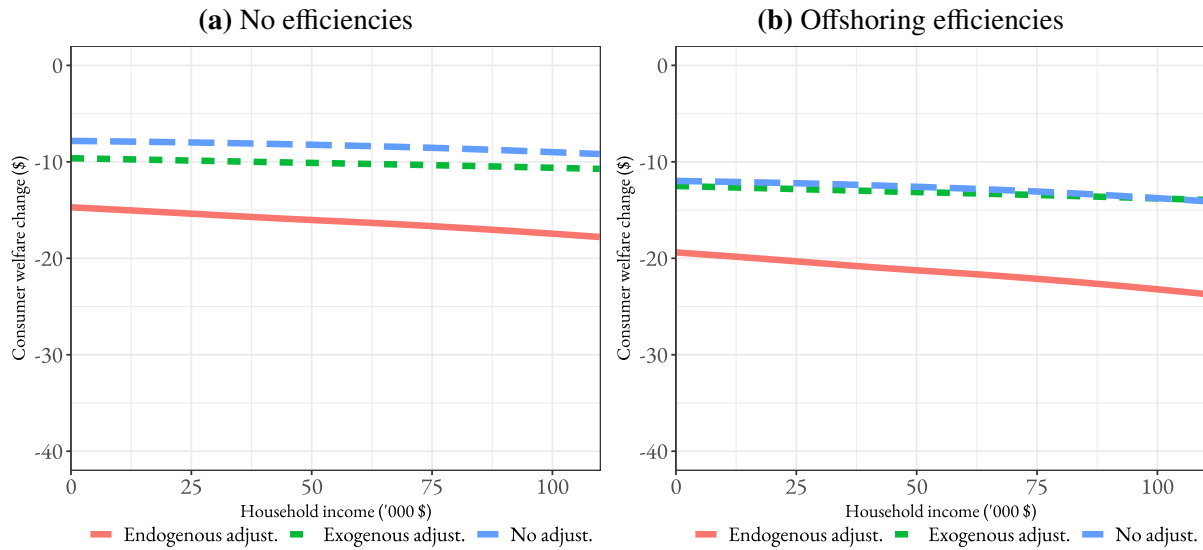 (a) No efficiencies
0
-10
-20
-30
-40
Consumer welfare change ($)
0
25
50
75
100
Household income ('000 $)
Endogenous adjust. Exogenous adjust. No adjust.
(b) Offshoring efficiencies
0
-10
-20
-30
-40
Consumer welfare change ($)
0
25
50
75
100
Household income ('000 $)
Endogenous adjust. Exogenous adjust. No adjust.